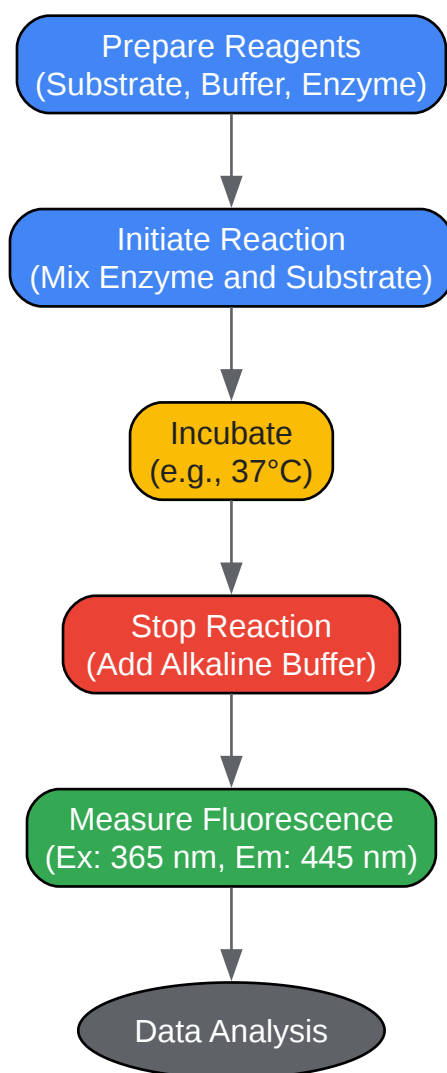 Prepare Reagents
(Substrate, Buffer, Enzyme)
Initiate Reaction
(Mix Enzyme and Substrate)
Incubate
(e.g., 37°C)
Stop Reaction
(Add Alkaline Buffer)
Measure Fluorescence
(Ex: 365 nm, Em: 445 nm)
Data Analysis